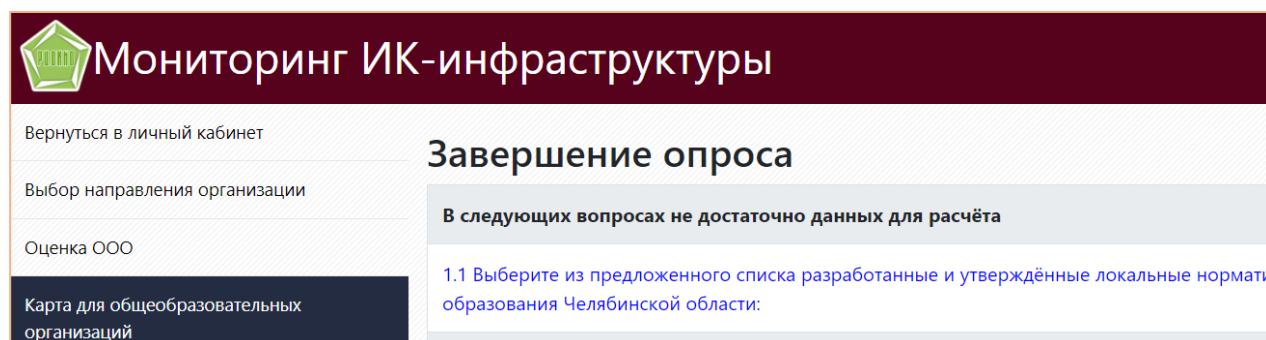 Мониторинг ИК-инфраструктуры
Вернуться в личный кабинет
Выбор направления организации
Оценка ООО
Карта для общеобразовательных
организаций
Завершение опроса
В следующих вопросах не достаточно данных для расчёта
1.1 Выберите из предложенного списка разработанные и утверждённые локальные нормати
образования Челябинской области: